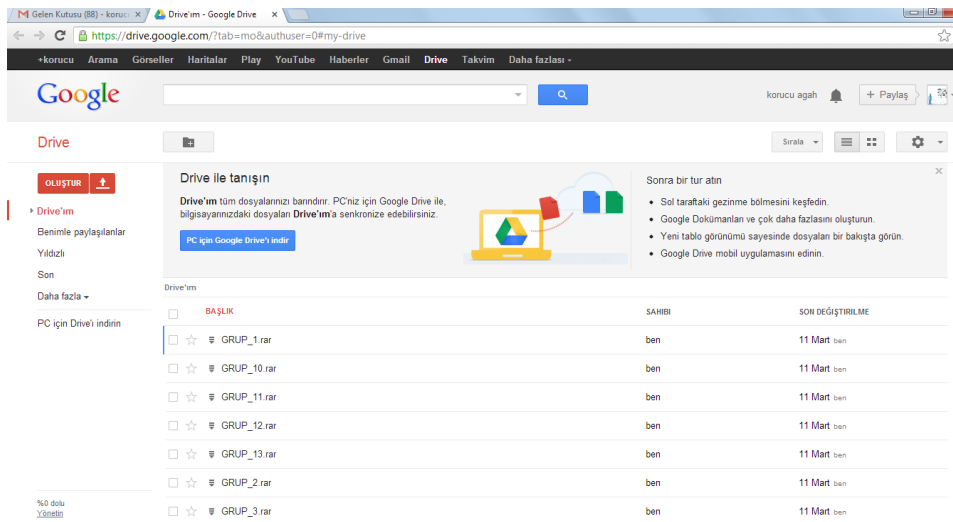 Gelen Kutusu (88) - korucu
Drive'ım - Google Drive
https://drive.google.com/?tab=mo&authuser=0#my-drive
+korucu Arama Görseller Haritalar Play YouTube Haberler Gmail Drive Takvim Daha fazlası
Google
korucu agah
+ Paylaş
Drive
Sırala
OLUŞTUR
Drive'ım
Benimle paylaşılanlar
Yıldızlı
Son
Daha fazla
PC için Drive'ı indirin
Drive ile tanışın
Drive'ım tüm dosyalarınızı barındırır. PC'niz için Google Drive ile,
bilgisayarınızdaki dosyaları Drive'ım'a senkronize edebilirsiniz.
PC için Google Drive'ı indir
Sonra bir tur atın
• Sol taraftaki gezinme bölmesini keşfedin.
• Google Dokümanları ve çok daha fazlasını oluşturun.
• Yeni tablo görünümü sayesinde dosyaları bir bakışta görün.
• Google Drive mobil uygulamasını edinin.
Drive'ım
BAŞLIK SAHIBI SON DEĞİŞTIRILME
GRUP_1.rar ben 11 Mart ben
GRUP_10.rar ben 11 Mart ben
GRUP_11.rar ben 11 Mart ben
GRUP_12.rar ben 11 Mart ben
GRUP_13.rar ben 11 Mart ben
GRUP_2.rar ben 11 Mart ben
GRUP_3.rar ben 11 Mart ben
%0 dolu
Yönetin